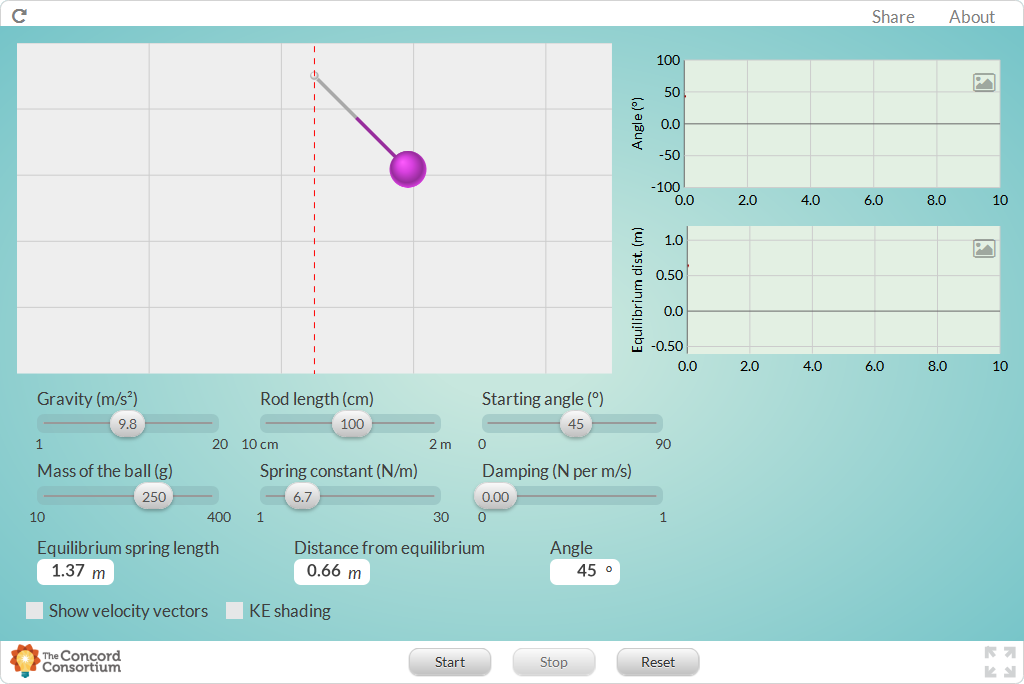 Share About
100
50
0.0
-50
-100
Angle (º)
0.0 2.0 4.0 6.0 8.0 10
1.0
0.50
0.0
-0.50
Equilibrium dist. (m)
0.0 2.0 4.0 6.0 8.0 10
Gravity (m/s²) Rod length (cm) Starting angle (º)
9.8 100 45
1 20 10 cm 2 m 0 90
Mass of the ball (g) Spring constant (N/m) Damping (N per m/s)
250 6.7 0.00
10 400 1 30 0 1
Equilibrium spring length Distance from equilibrium Angle
1.37 m 0.66 m 45 º
Show velocity vectors KE shading
The Concord
Consortium
Start Stop Reset